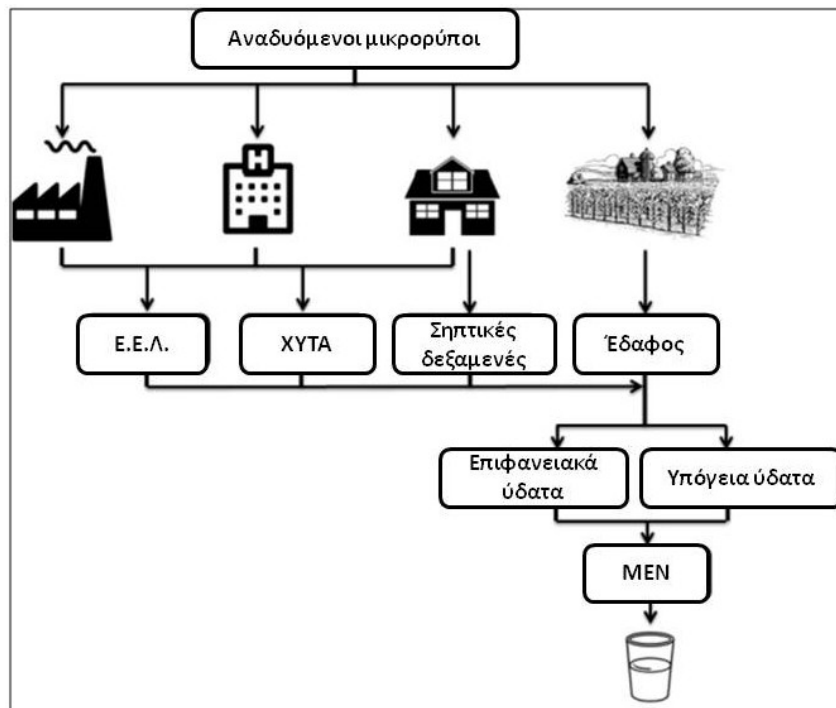 Αναδυόμενοι μικρορύποι
H
Ε.Ε.Λ.
ΧΥΤΑ
Σηπτικές
δεξαμενές
Έδαφος
Επιφανειακά
ύδατα
Υπόγεια ύδατα
ΜΕΝ